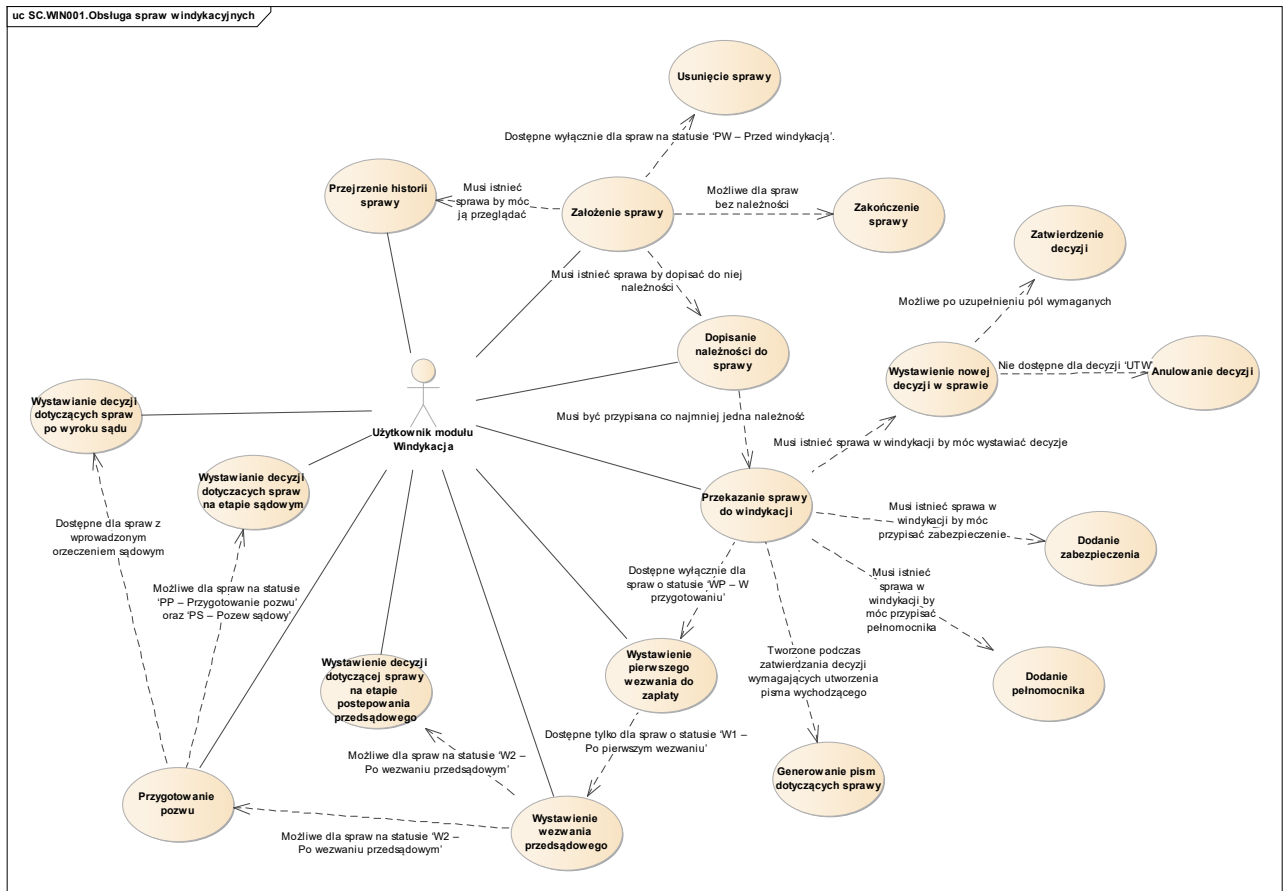 uc SC.WIN001.Obsługa spraw windykacyjnych
Usunięcie sprawy
Dostępne wyłącznie dla spraw na statusie 'PW – Przed windykacją'.
Przejrzenie historii
sprawy
Musi istnieć
sprawa by móc
ją przeglądać
Założenie sprawy
Możliwe dla spraw
bez należności
Zakończenie
sprawy
Zatwierdzenie
decyzji
Musi istnieć sprawa by dopisać do niej
należności
Możliwe po uzupełnieniu pól wymaganych
Dopisanie
należności do
sprawy
Wystawienie nowej
decyzji w sprawie
Nie dostępne dla decyzji 'UTW'
Anulowanie decyzji
Wystawianie decyzji
dotyczących spraw
po wyroku sądu
Użytkownik modułu
Windykacja
Musi być przypisana co najmniej jedna należność
Musi istnieć sprawa w windykacji by móc wystawiać decyzje
Wystawianie decyzji
dotyczacych spraw
na etapie sądowym
Przekazanie sprawy
do windykacji
Musi istnieć sprawa w
windykacji by móc
przypisać zabezpieczenie
Dodanie
zabezpieczenia
Dostępne dla spraw z
wprowadzonym
orzeczeniem sądowym
Możliwe dla spraw na statusie
'PP – Przygotowanie pozwu'
oraz 'PS – Pozew sądowy'
Dostępne wyłącznie dla
spraw o statusie 'WP – W
przygotowaniu'
Musi istnieć
sprawa w
windykacji by
móc przypisać
pełnomocnika
Wystawienie decyzji
dotyczącej sprawy
na etapie
postepowania
przedsądowego
Wystawienie
pierwszego
wezwania do
zapłaty
Tworzone podczas
zatwierdzania decyzji
wymagających utworzenia
pisma wychodzącego
Dodanie
pełnomocnika
Dostępne tylko dla spraw o statusie 'W1 –
Po pierwszym wezwaniu'
Możliwe dla spraw na statusie 'W2 –
Po wezwaniu przedsądowym'
Generowanie pism
dotyczących sprawy
Przygotowanie
pozwu
Możliwe dla spraw na statusie 'W2 –
Po wezwaniu przedsądowym'
Wystawienie
wezwania
przedsądowego